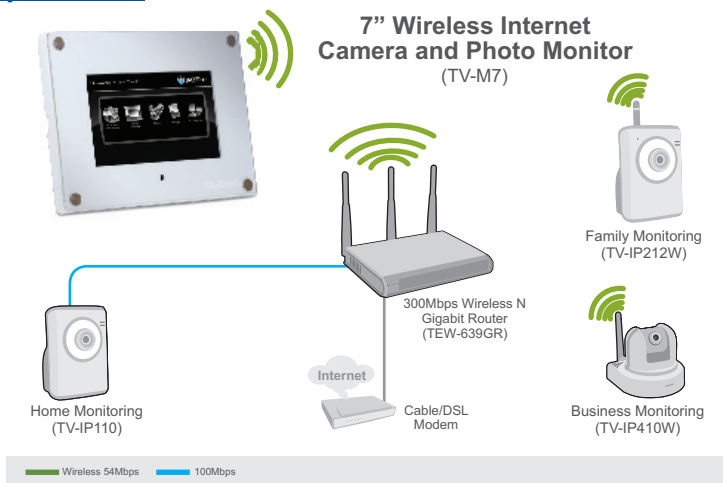 7” Wireless Internet
Camera and Photo Monitor
(TV-M7)
Family Monitoring
(TV-IP212W)
300Mbps Wireless N
Gigabit Router
(TEW-639GR)
Internet
Cable/DSL
Modem
Home Monitoring
(TV-IP110)
Business Monitoring
(TV-IP410W)
Wireless 54Mbps
100Mbps